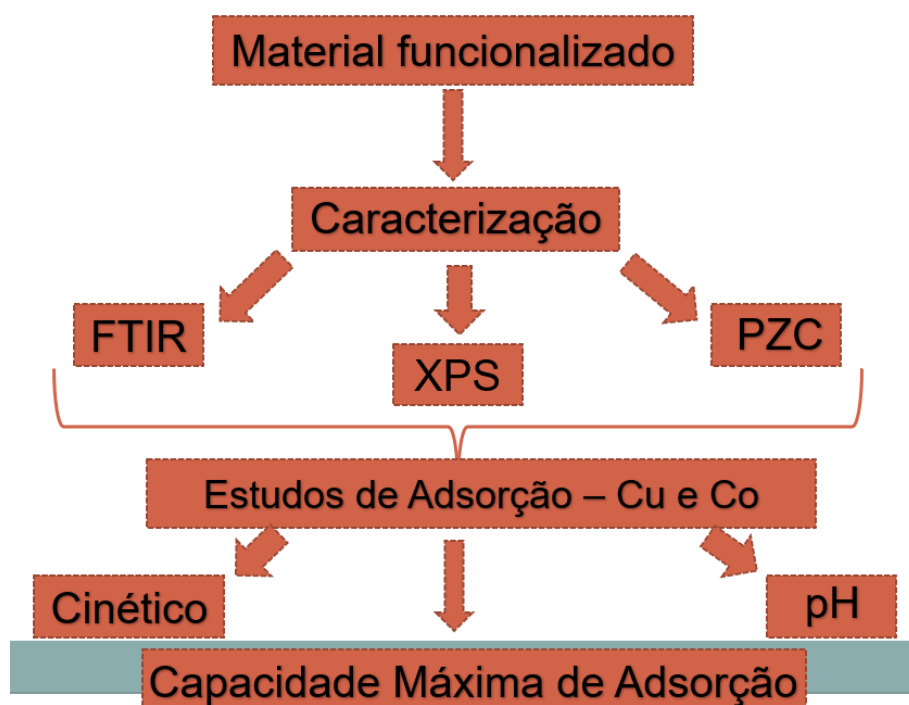 Material funcionalizado
Caracterização
FTIR
XPS
PZC
Estudos de Adsorção – Cu e Co
Cinético
pH
Capacidade Máxima de Adsorção